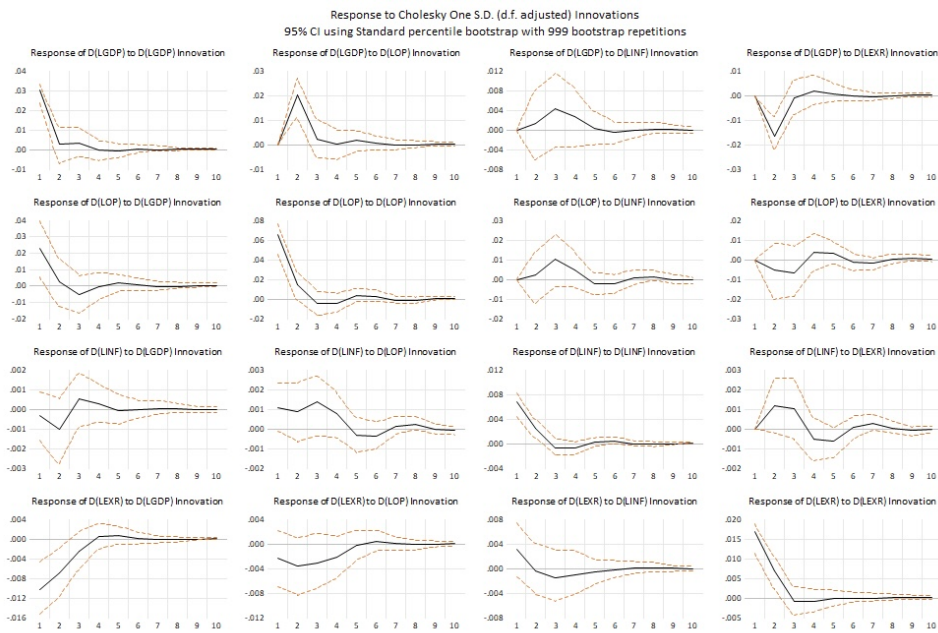 Response to Cholesky One S.D. (d.f. adjusted) Innovations
95% CI using Standard percentile bootstrap with 999 bootstrap repetitions
Response of D(LGDP) to D(LGDP) Innovation
.04
.03
.02
.01
.00
-.01
1 2 3 4 5 6 7 8 9 10
Response of D(LGDP) to D(LOP) Innovation
.03
.02
.01
.00
-.01
1 2 3 4 5 6 7 8 9 10
Response of D(LGDP) to D(LINF) Innovation
.012
.008
.004
.000
-.004
-.008
1 2 3 4 5 6 7 8 9 10
Response of D(LGDP) to D(LEXR) Innovation
.01
.00
-.01
-.02
-.03
1 2 3 4 5 6 7 8 9 10
Response of D(LOP) to D(LGDP) Innovation
.04
.03
.02
.01
.00
-.01
-.02
1 2 3 4 5 6 7 8 9 10
Response of D(LOP) to D(LOP) Innovation
.08
.06
.04
.02
.00
-.02
1 2 3 4 5 6 7 8 9 10
Response of D(LOP) to D(LINF) Innovation
.03
.02
.01
.00
-.01
-.02
1 2 3 4 5 6 7 8 9 10
Response of D(LOP) to D(LEXR) Innovation
.02
.01
.00
-.01
-.02
-.03
1 2 3 4 5 6 7 8 9 10
Response of D(LINF) to D(LGDP) Innovation
.002
.001
.000
-.001
-.002
-.003
1 2 3 4 5 6 7 8 9 10
Response of D(LINF) to D(LOP) Innovation
.003
.002
.001
.000
-.001
-.002
1 2 3 4 5 6 7 8 9 10
Response of D(LINF) to D(LINF) Innovation
.012
.008
.004
.000
-.004
1 2 3 4 5 6 7 8 9 10
Response of D(LINF) to D(LEXR) Innovation
.003
.002
.001
.000
-.001
-.002
1 2 3 4 5 6 7 8 9 10
Response of D(LEXR) to D(LGDP) Innovation
.004
.000
-.004
-.008
-.012
-.016
1 2 3 4 5 6 7 8 9 10
Response of D(LEXR) to D(LOP) Innovation
.004
.000
-.004
-.008
-.012
1 2 3 4 5 6 7 8 9 10
Response of D(LEXR) to D(LINF) Innovation
.008
.004
.000
-.004
-.008
1 2 3 4 5 6 7 8 9 10
Response of D(LEXR) to D(LEXR) Innovation
.020
.015
.010
.005
.000
-.005
1 2 3 4 5 6 7 8 9 10